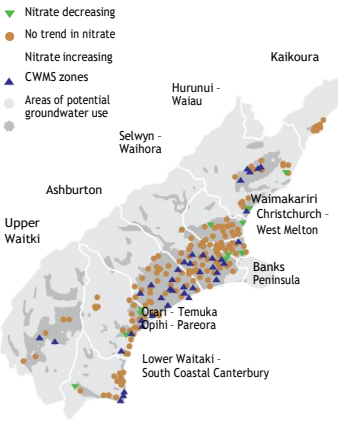 Nitrate decreasing
No trend in nitrate
Nitrate increasing
CWMS zones
Areas of potential
groundwater use
Kaikoura
Hurunui -
Waiau
Selwyn -
Waihora
Ashburton
Upper
Waitki
Waimakariri
Christchurch -
West Melton
Banks
Peninsula
Orari - Temuka
Opihi - Pareora
Lower Waitaki -
South Coastal Canterbury